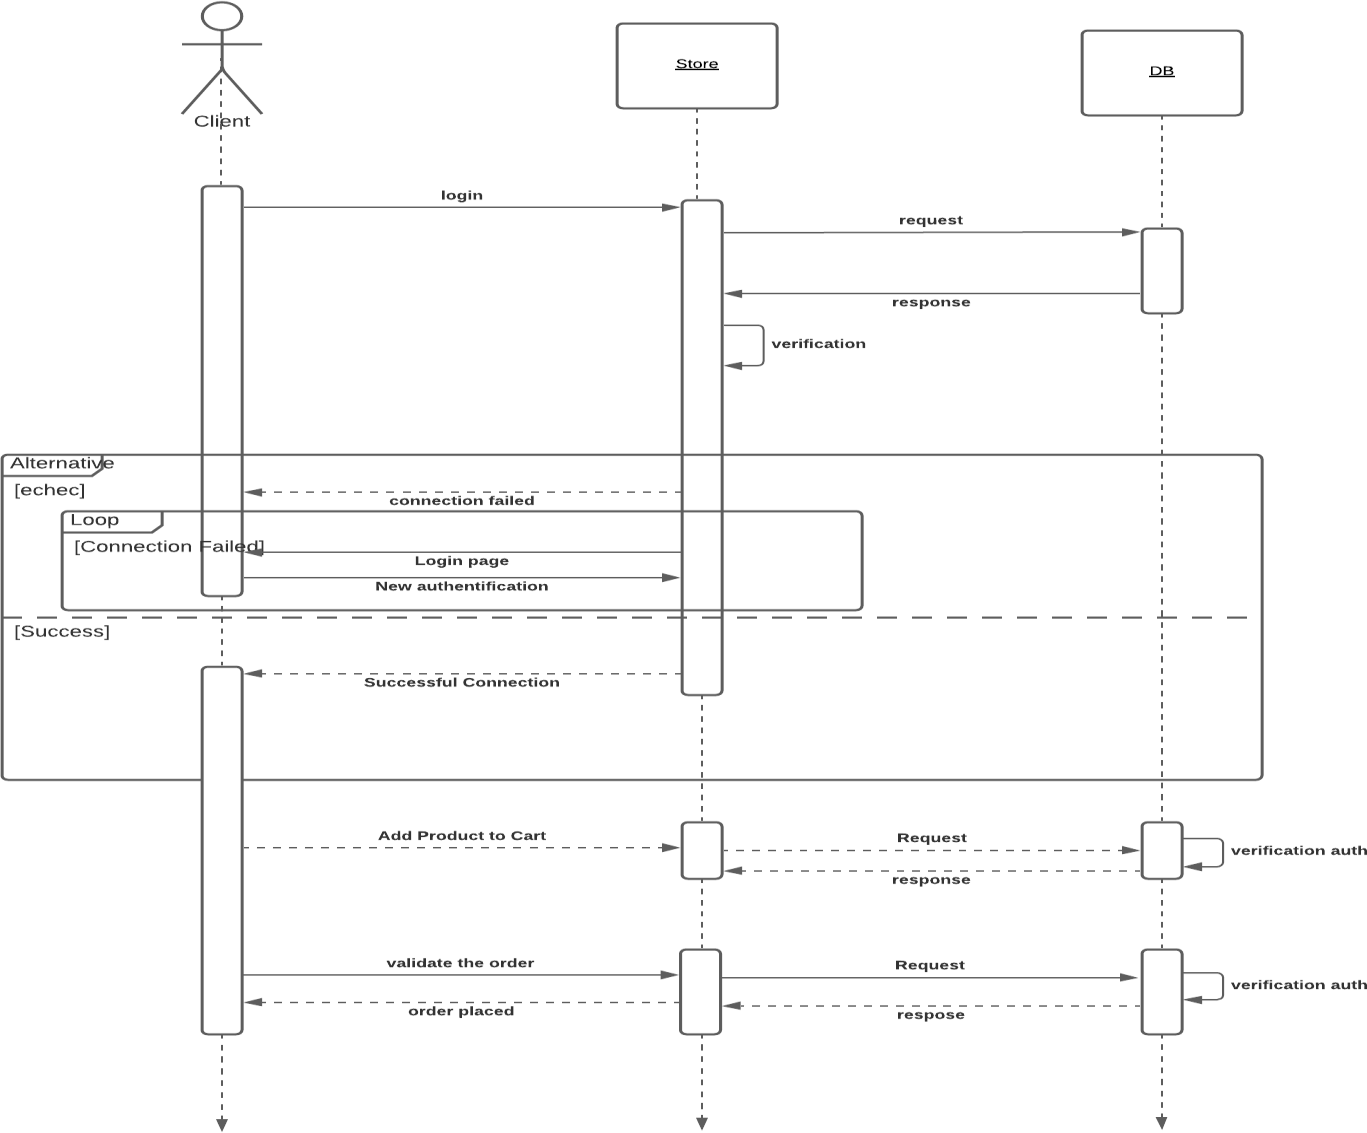 Client
Store
DB
login
request
response
verification
Alternative
[echec]
connection failed
Loop
[Connection Failed]
Login page
New authentification
[Success]
Successful Connection
Add Product to Cart
Request
verification auth
response
validate the order
Request
verification auth
order placed
respose